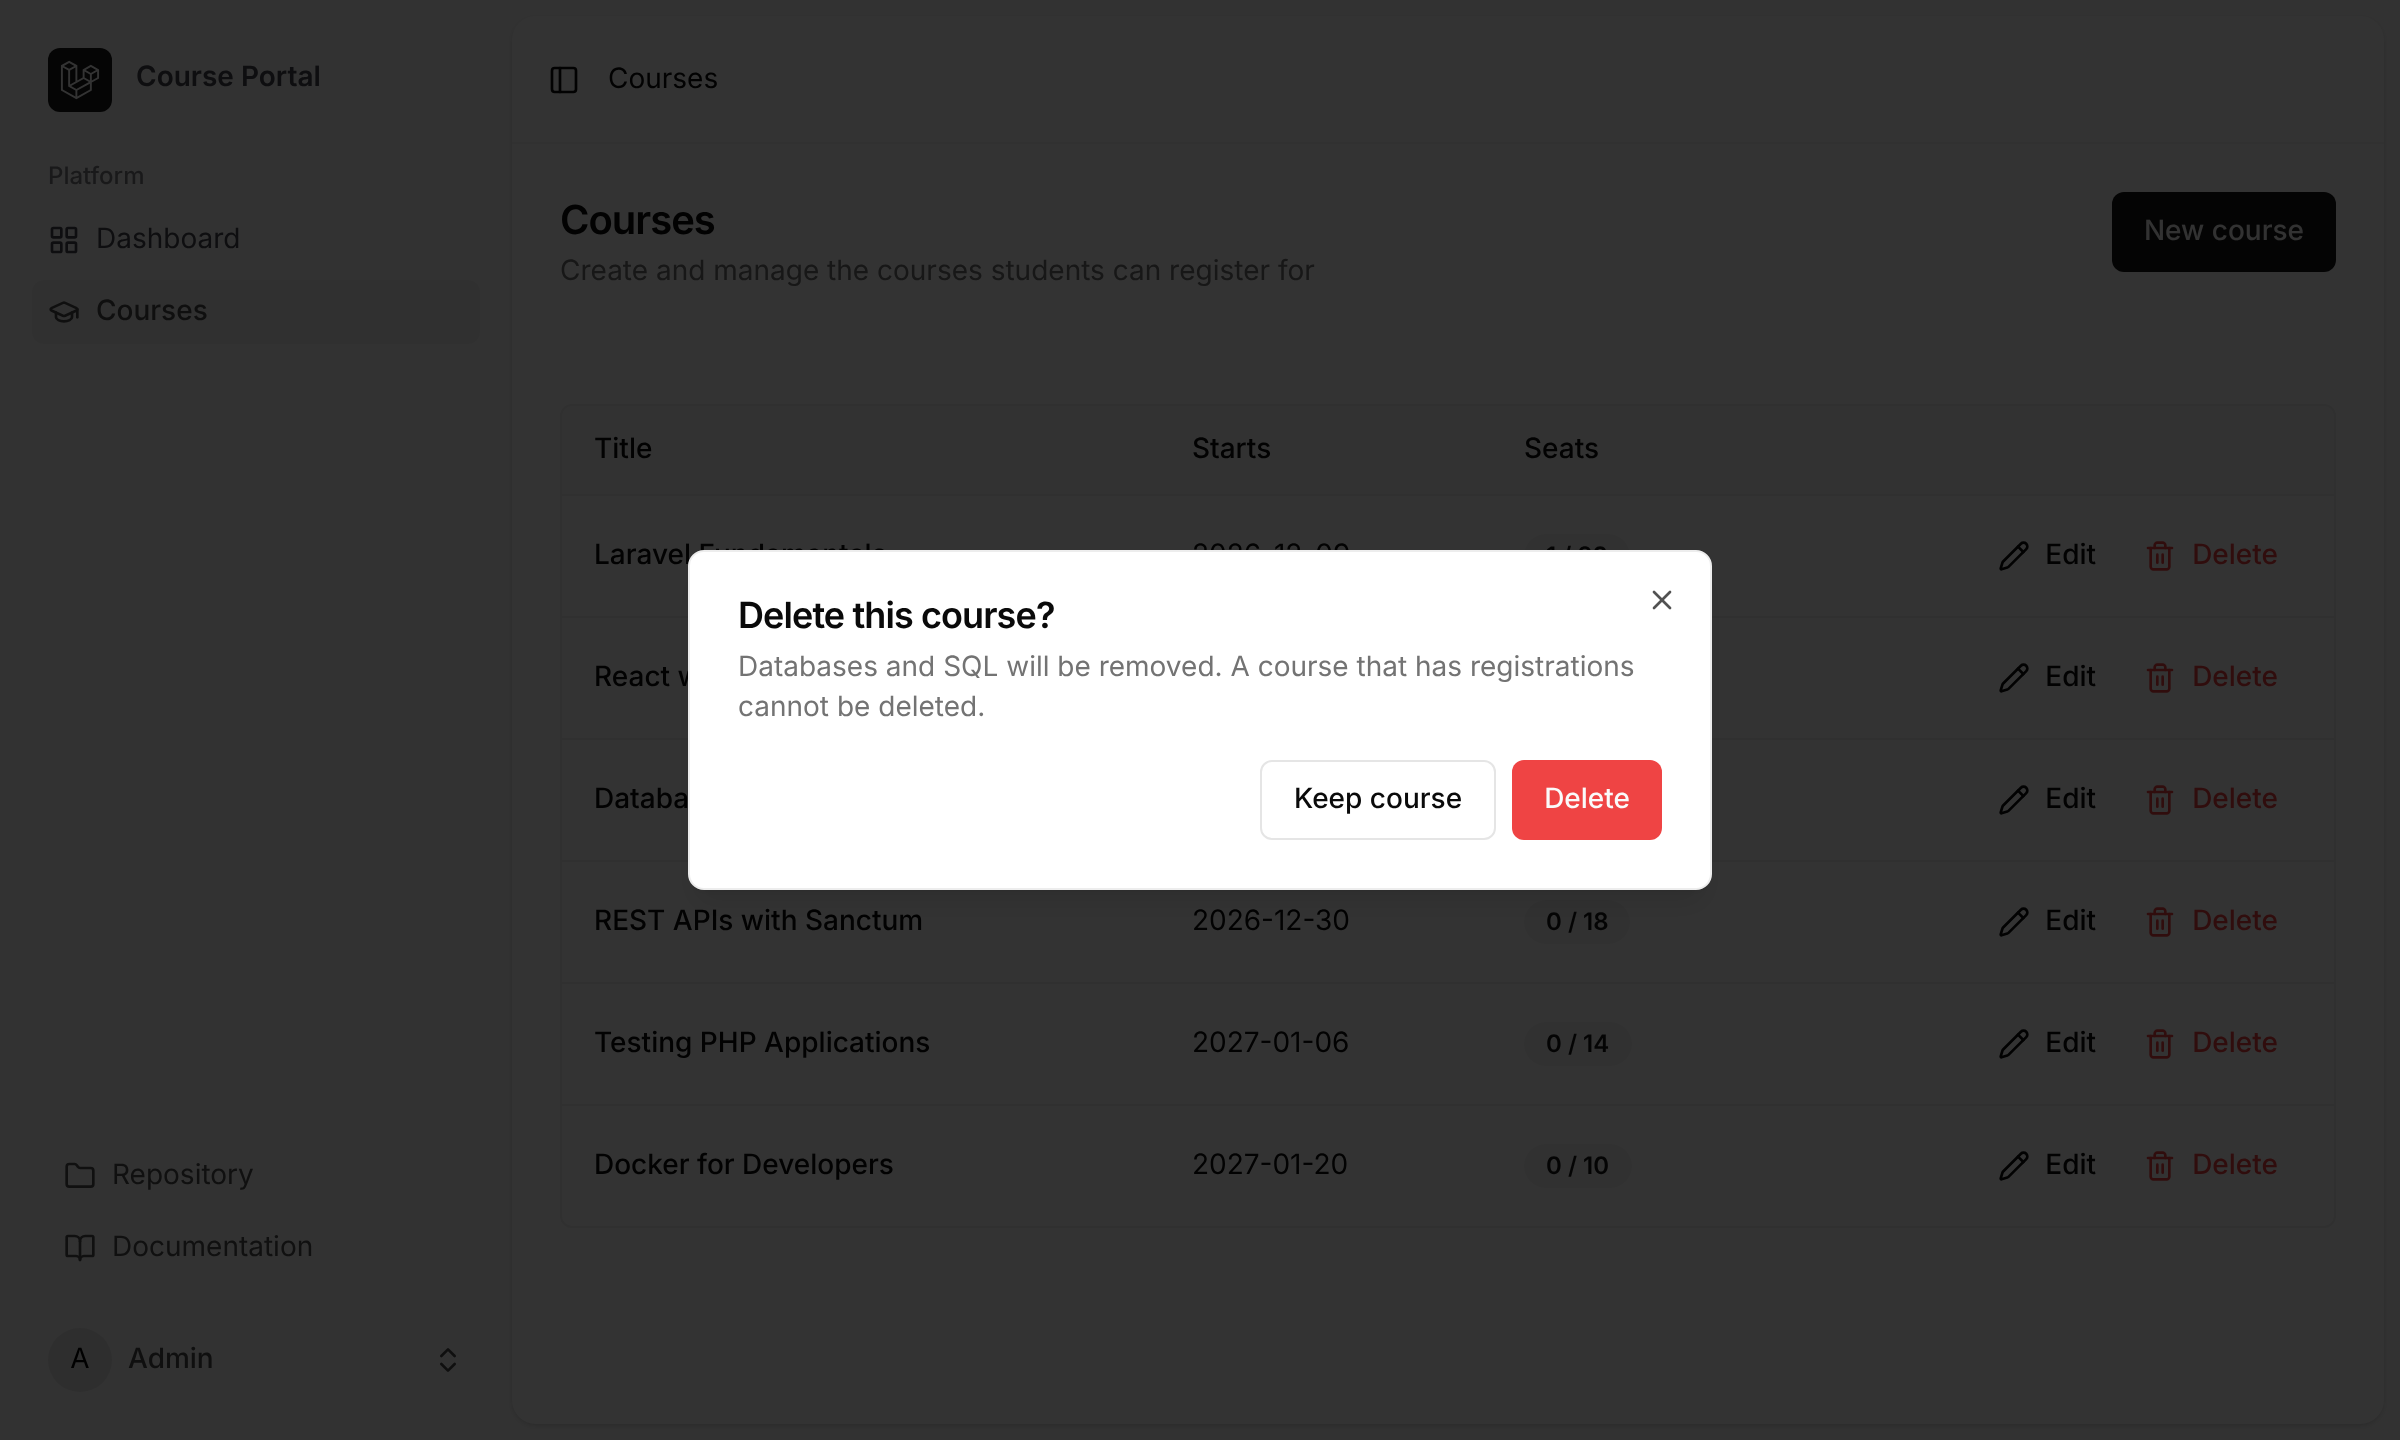 Course Portal
Courses
Platform
Dashboard
Courses
Courses
Create and manage the courses students can register for
New course
Title Starts Seats
Laravel Edit Delete
React Edit Delete
Edit Delete
Delete this course?
Databases and SQL will be removed. A course that has registrations
cannot be deleted.
Keep course Delete
REST APIs with Sanctum 2026-12-30 0 / 18 Edit Delete
Testing PHP Applications 2027-01-06 0 / 14 Edit Delete
Docker for Developers 2027-01-20 0 / 10 Edit Delete
Repository
Documentation
A Admin